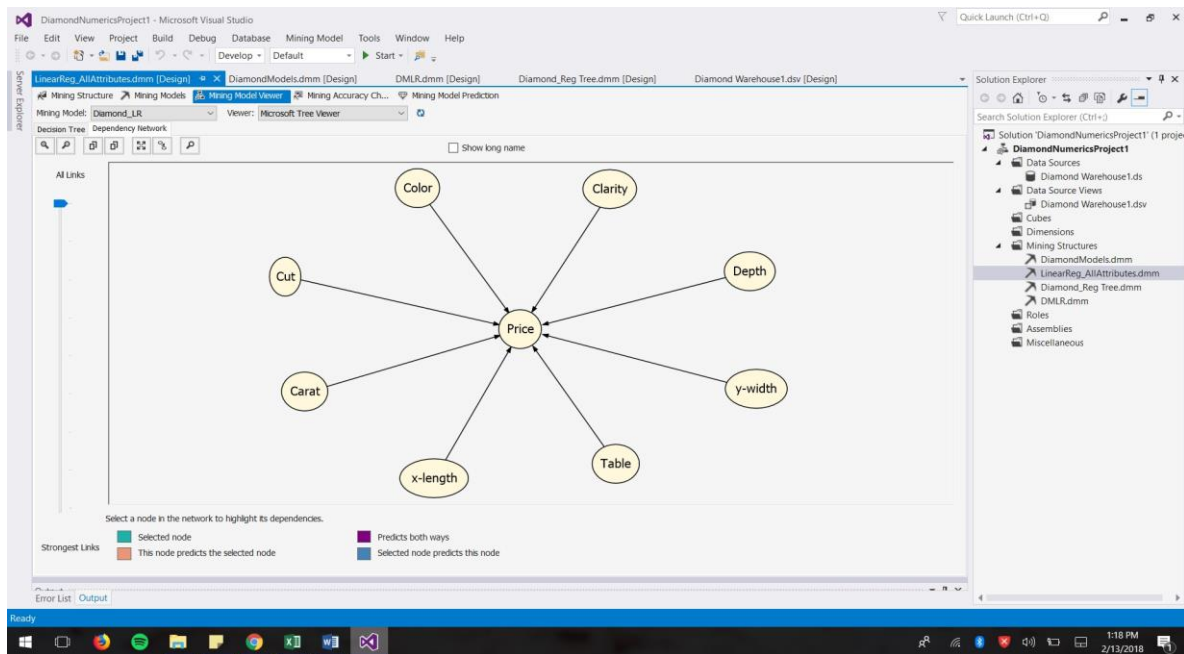 DiamondNumericsProject1 - Microsoft Visual Studio
Quick Launch (Ctrl+Q)
File Edit View Project Build Debug Database Mining Model Tools Window Help
Develop Default Start
LinearReg_AllAttributes.dmm [Design] DiamondModels.dmm [Design] DMLR.dmm [Design] Diamond_Reg Tree.dmm [Design] Diamond Warehouse1.dsv [Design]
Mining Structure Mining Models Mining Model Viewer Mining Accuracy Ch... Mining Model Prediction
Mining Model: Diamond_LR Viewer: Microsoft Tree Viewer
Decision Tree Dependency Network
Show long name
Server Explorer
All Links
Color
Clarity
Cut
Depth
Price
Carat
y-width
x-length
Table
Select a node in the network to highlight its dependencies.
Strongest Links
Selected node
Predicts both ways
This node predicts the selected node
Selected node predicts this node
Solution Explorer
Search Solution Explorer (Ctrl+;)
Solution 'DiamondNumericsProject1' (1 proje
DiamondNumericsProject1
Data Sources
Diamond Warehouse1.ds
Data Source Views
Diamond Warehouse1.dsv
Cubes
Dimensions
Mining Structures
DiamondModels.dmm
LinearReg_AllAttributes.dmm
Diamond_Reg Tree.dmm
DMLR.dmm
Roles
Assemblies
Miscellaneous
Error List Output
Ready
1:18 PM
2/13/2018